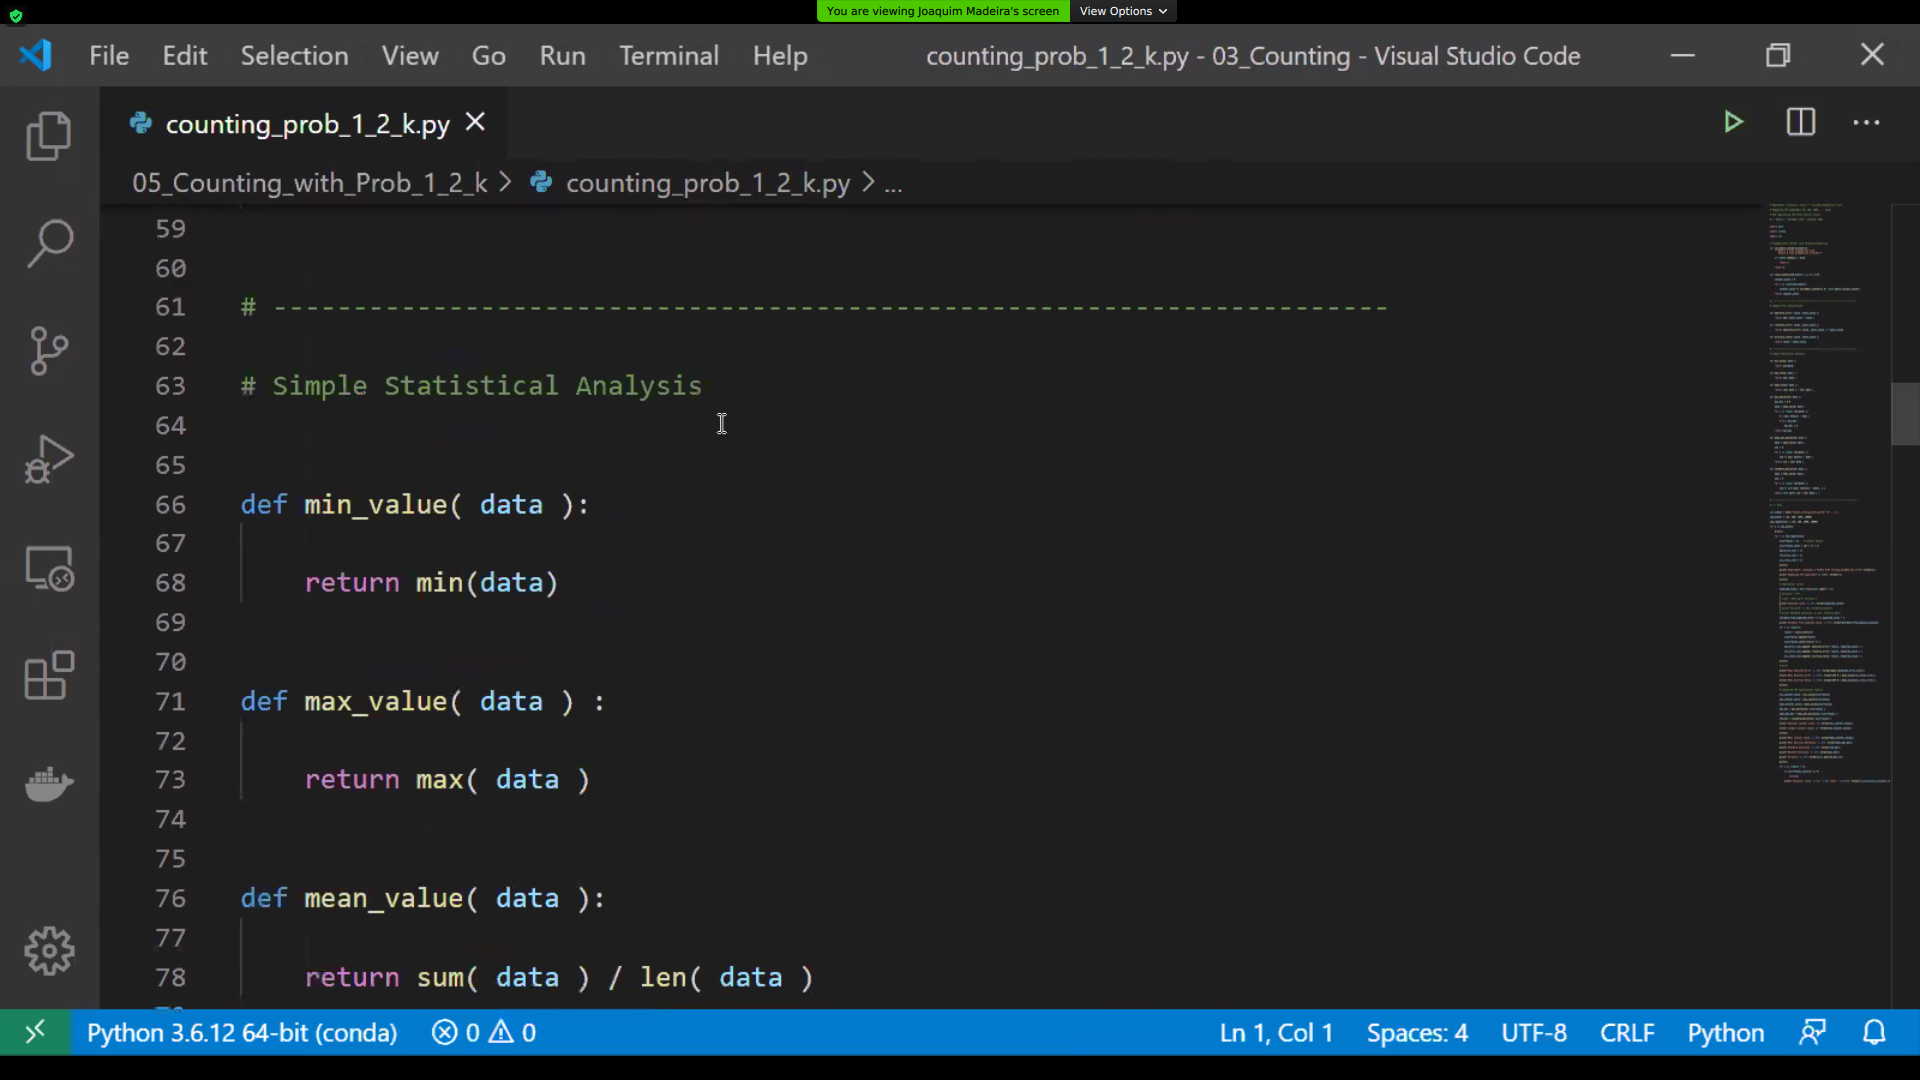 You are viewing Joaquim Madeira's screen View Options
File Edit Selection View Go Run Terminal Help counting_prob_1_2_k.py - 03_Counting - Visual Studio Code
counting_prob_1_2_k.py
05_Counting_with_Prob_1_2_k > counting_prob_1_2_k.py > ...
59
60
61 # ----------------------------------------------------------------------
62
63 # Simple Statistical Analysis
64
65
66 def min_value( data ):
67
68 return min(data)
69
70
71 def max_value( data ) :
72
73 return max( data )
74
75
76 def mean_value( data ):
77
78 return sum( data ) / len( data )
Python 3.6.12 64-bit (conda) 0 0 Ln 1, Col 1 Spaces: 4 UTF-8 CRLF Python